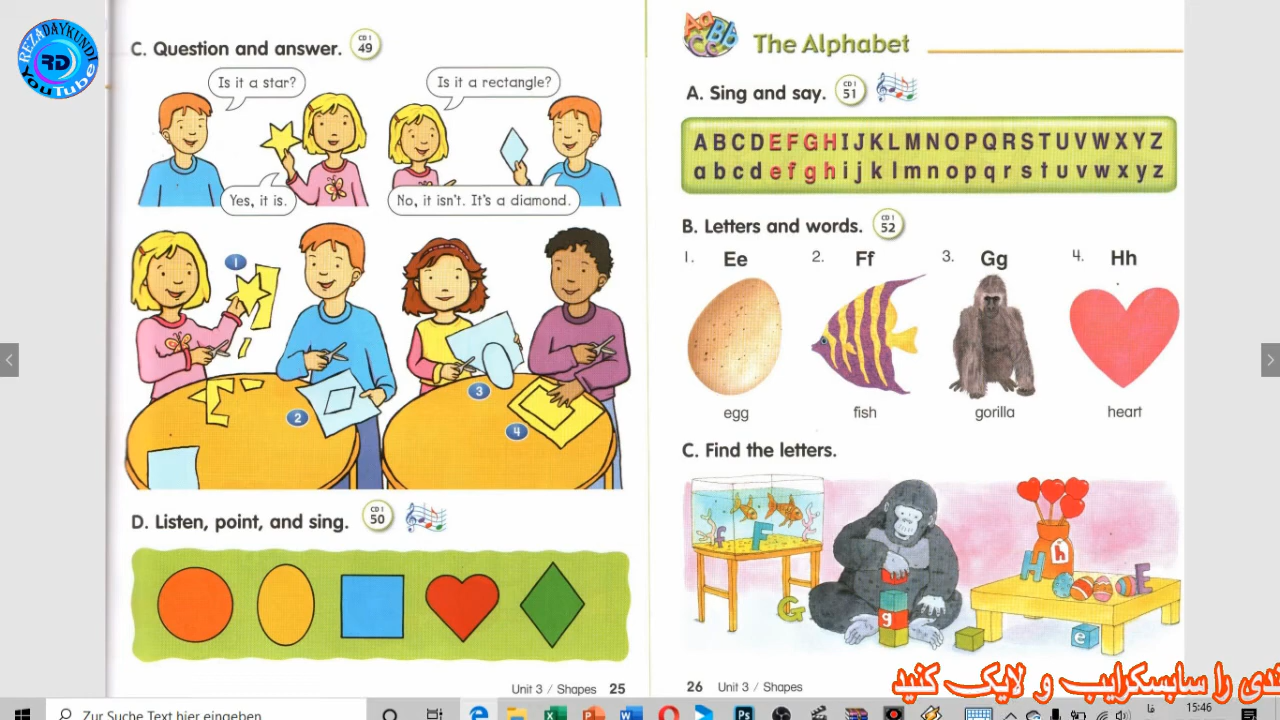 REZADAYKUNDI
RD
YouTube
C. Question and answer.
CD 1
49
Is it a star?
Is it a rectangle?
Yes, it is.
No, it isn't. It's a diamond.
1
2
3
4
D. Listen, point, and sing.
CD 1
50
Unit 3 / Shapes 25
Aa Bb Cc
The Alphabet
A. Sing and say.
CD 1
51
A B C D E F G H I J K L M N O P Q R S T U V W X Y Z
a b c d e f g h i j k l m n o p q r s t u v w x y z
B. Letters and words.
CD 1
52
1. Ee 2. Ff 3. Gg 4. Hh
egg fish gorilla heart
C. Find the letters.
f F G g H h E e
26 Unit 3 / Shapes
را سابسکرایب و لایک کنید
Zur Suche Text hier eingeben
فا 15:46